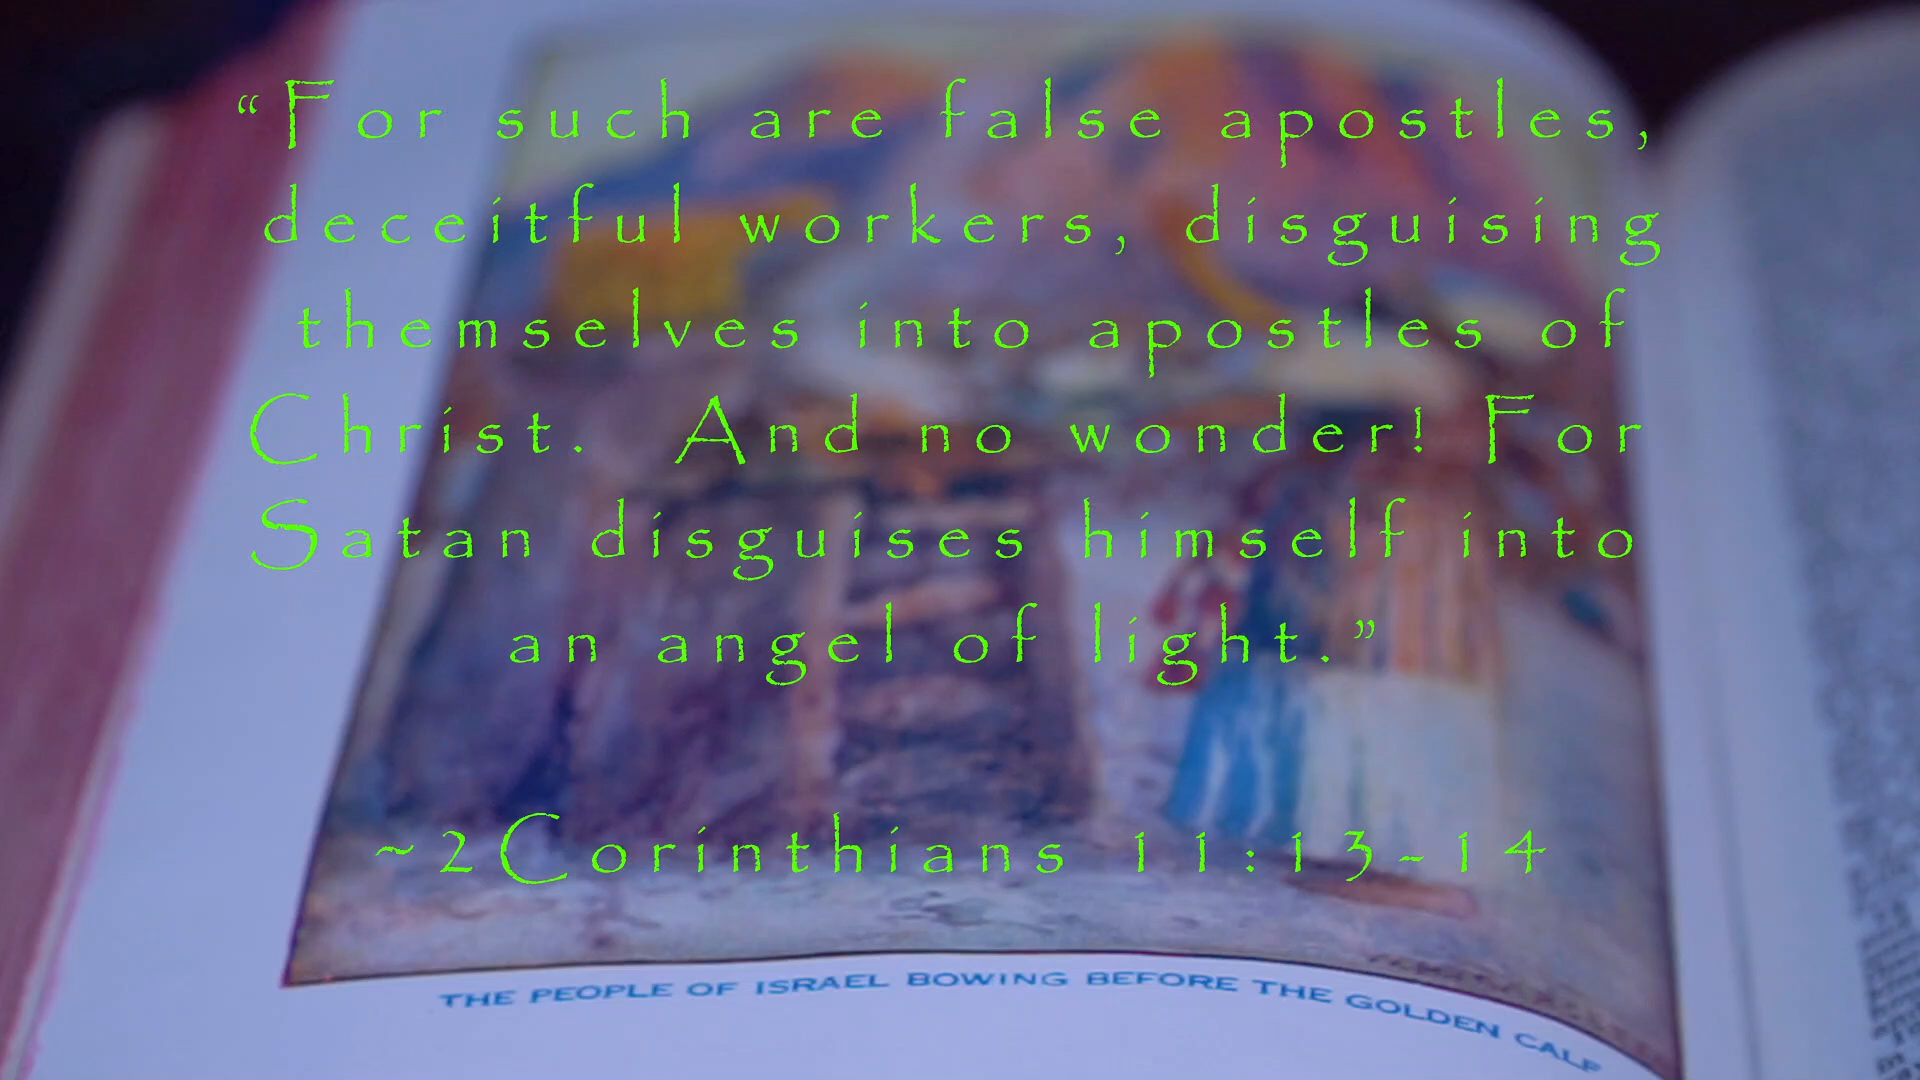 “For such are false apostles,
deceitful workers, disguising
themselves into apostles of
Christ. And no wonder! For
Satan disguises himself into
an angel of light.”
~2Corinthians 11:13-14
THE PEOPLE OF ISRAEL BOWING BEFORE THE GOLDEN CALF